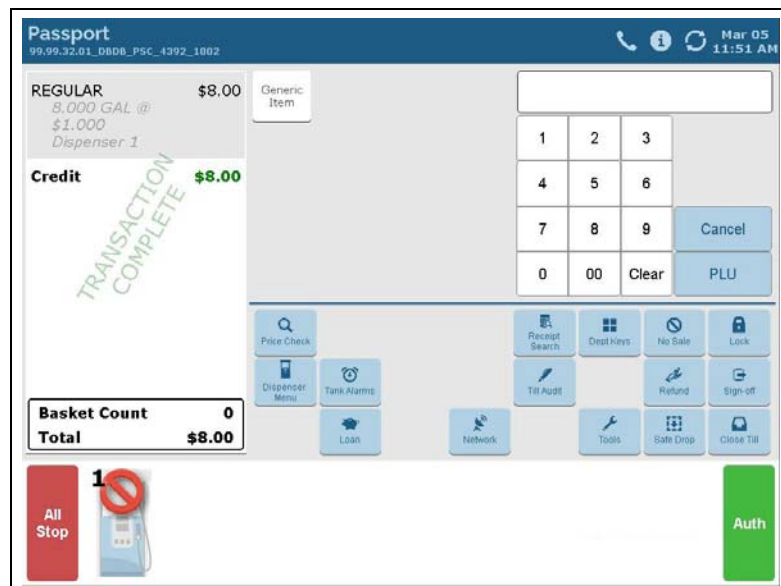 Passport
99.99.32.01_DBDB_PSC_4392_1002
Mar 05
11:51 AM
REGULAR $8.00
8.000 GAL @
$1.000
Dispenser 1
Credit $8.00
TRANSACTION
COMPLETE
Basket Count 0
Total $8.00
Generic
Item
1 2 3
4 5 6
7 8 9 Cancel
0 00 Clear PLU
Price Check
Receipt
Search
Dept Keys
No Sale
Lock
Dispenser
Menu
Tank Alarms
Till Audit
Refund
Sign-off
Loan
Network
Tools
Safe Drop
Close Till
All
Stop
1
Auth